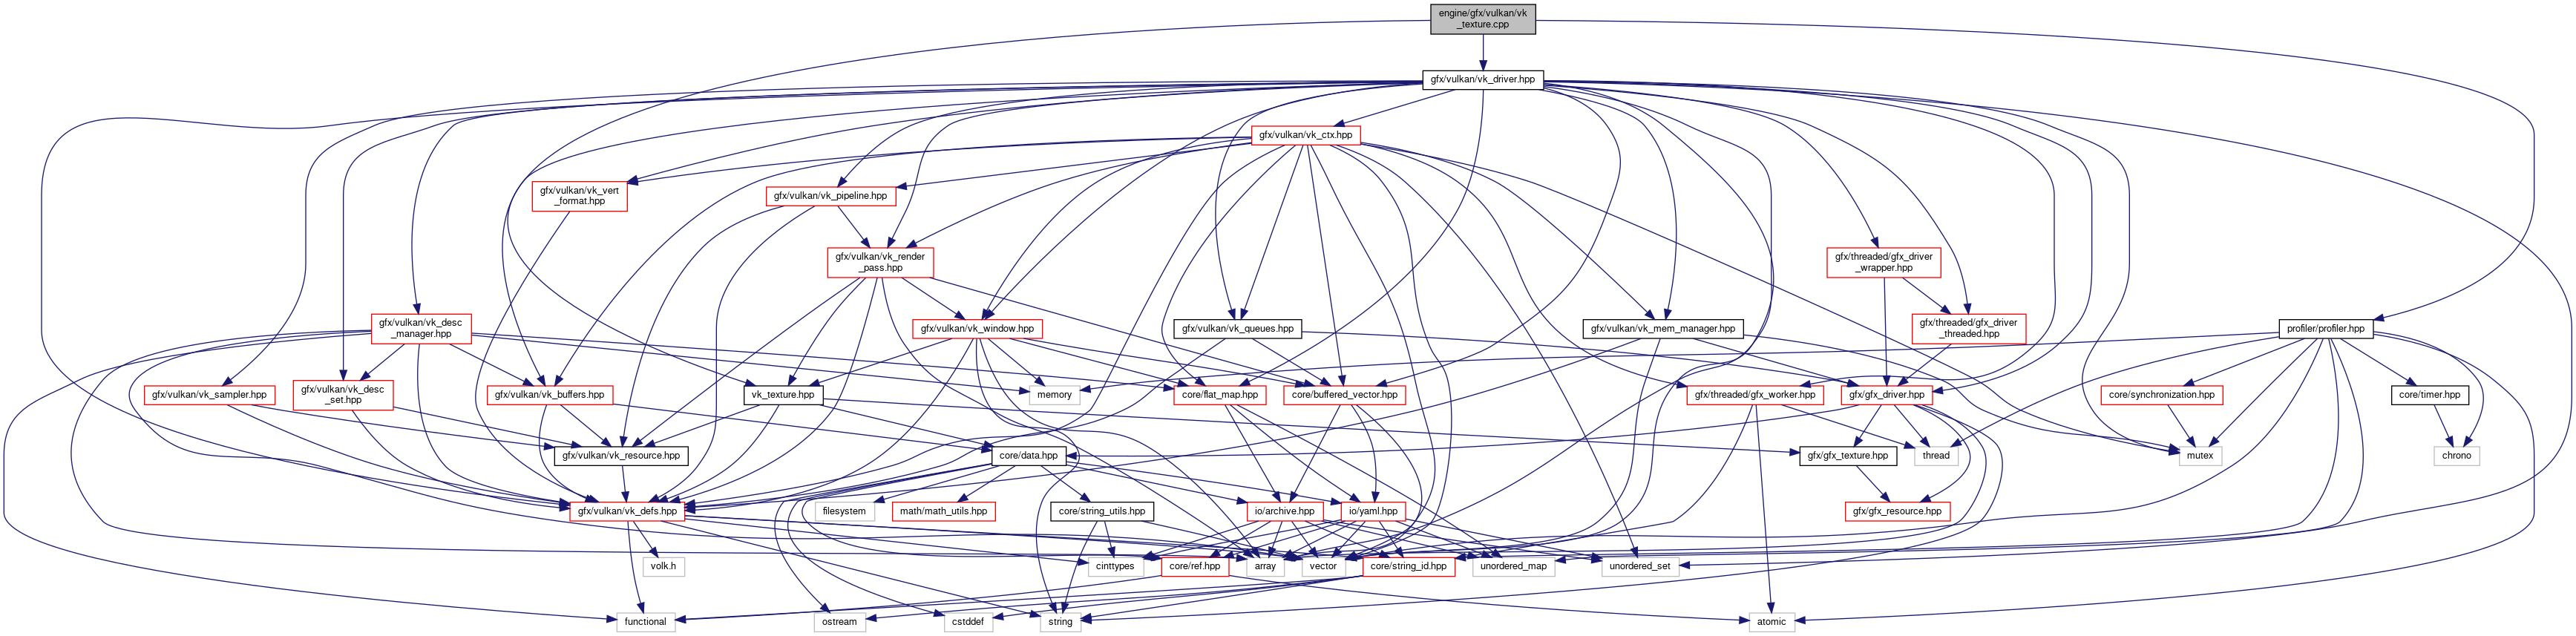 engine/gfx/vulkan/vk
_texture.cpp
gfx/vulkan/vk_driver.hpp
gfx/vulkan/vk_ctx.hpp
gfx/vulkan/vk_vert
_format.hpp
gfx/vulkan/vk_pipeline.hpp
gfx/vulkan/vk_render
_pass.hpp
gfx/threaded/gfx_driver
_wrapper.hpp
gfx/vulkan/vk_desc
_manager.hpp
gfx/vulkan/vk_window.hpp
gfx/vulkan/vk_queues.hpp
gfx/vulkan/vk_mem_manager.hpp
gfx/threaded/gfx_driver
_threaded.hpp
profiler/profiler.hpp
gfx/vulkan/vk_sampler.hpp
gfx/vulkan/vk_desc
_set.hpp
gfx/vulkan/vk_buffers.hpp
vk_texture.hpp
memory
core/flat_map.hpp
core/buffered_vector.hpp
gfx/threaded/gfx_worker.hpp
gfx/gfx_driver.hpp
core/synchronization.hpp
core/timer.hpp
gfx/vulkan/vk_resource.hpp
core/data.hpp
gfx/gfx_texture.hpp
thread
mutex
chrono
gfx/vulkan/vk_defs.hpp
filesystem
math/math_utils.hpp
core/string_utils.hpp
io/archive.hpp
io/yaml.hpp
gfx/gfx_resource.hpp
volk.h
cinttypes
core/ref.hpp
array
vector
core/string_id.hpp
unordered_map
unordered_set
functional
ostream
cstddef
string
atomic